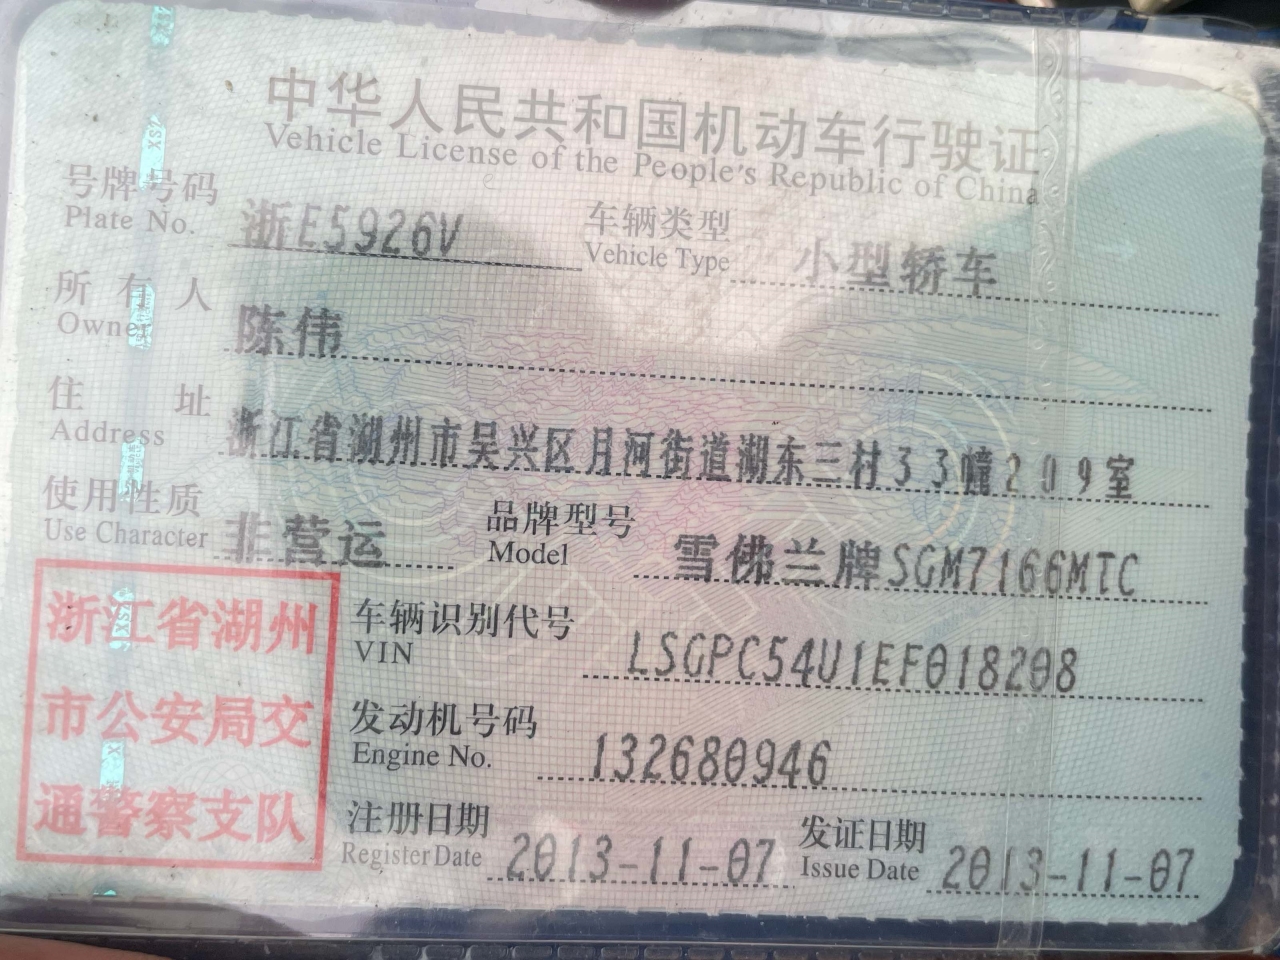 中华人民共和国机动车行驶证
Vehicle License of the People's Republic of China
号牌号码 浙E5926V 车辆类型 小型轿车
Plate No. Vehicle Type
所有人 陈伟
Owner
住址 浙江省湖州市吴兴区月河街道湖东三村33幢209室
Address
使用性质 非营运 品牌型号 雪佛兰牌SGM7166MTC
Use Character Model
浙江省湖州
市公安局交
通警察支队
车辆识别代号 LSGPC54U1EF018208
VIN
发动机号码 132680946
Engine No.
注册日期 2013-11-07 发证日期 2013-11-07
Register Date Issue Date